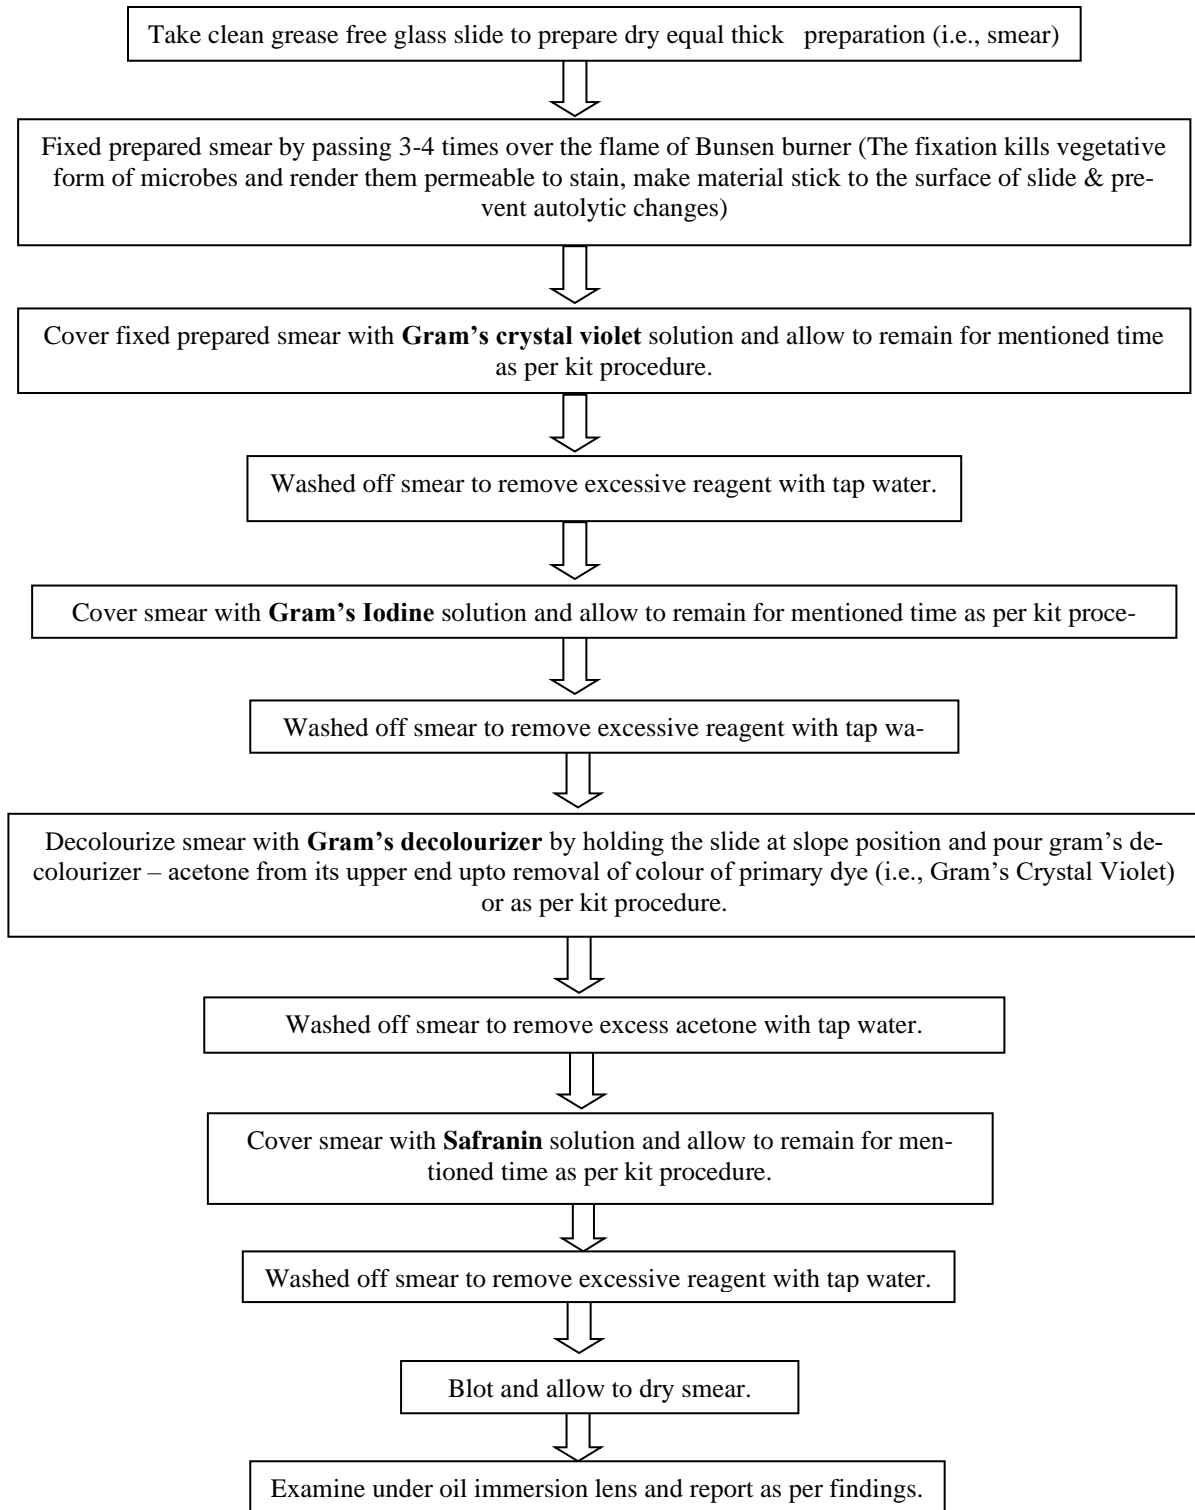 Take clean grease free glass slide to prepare dry equal thick   preparation (i.e., smear)
Fixed prepared smear by passing 3-4 times over the flame of Bunsen burner (The fixation kills vegetative
form of microbes and render them permeable to stain, make material stick to the surface of slide & pre-
vent autolytic changes)
Cover fixed prepared smear with Gram’s crystal violet solution and allow to remain for mentioned time
as per kit procedure.
Washed off smear to remove excessive reagent with tap water.
Cover smear with Gram’s Iodine solution and allow to remain for mentioned time as per kit proce-
Washed off smear to remove excessive reagent with tap wa-
Decolourize smear with Gram’s decolourizer by holding the slide at slope position and pour gram’s de-
colourizer – acetone from its upper end upto removal of colour of primary dye (i.e., Gram’s Crystal Violet)
or as per kit procedure.
Washed off smear to remove excess acetone with tap water.
Cover smear with Safranin solution and allow to remain for men-
tioned time as per kit procedure.
Washed off smear to remove excessive reagent with tap water.
Blot and allow to dry smear.
Examine under oil immersion lens and report as per findings.